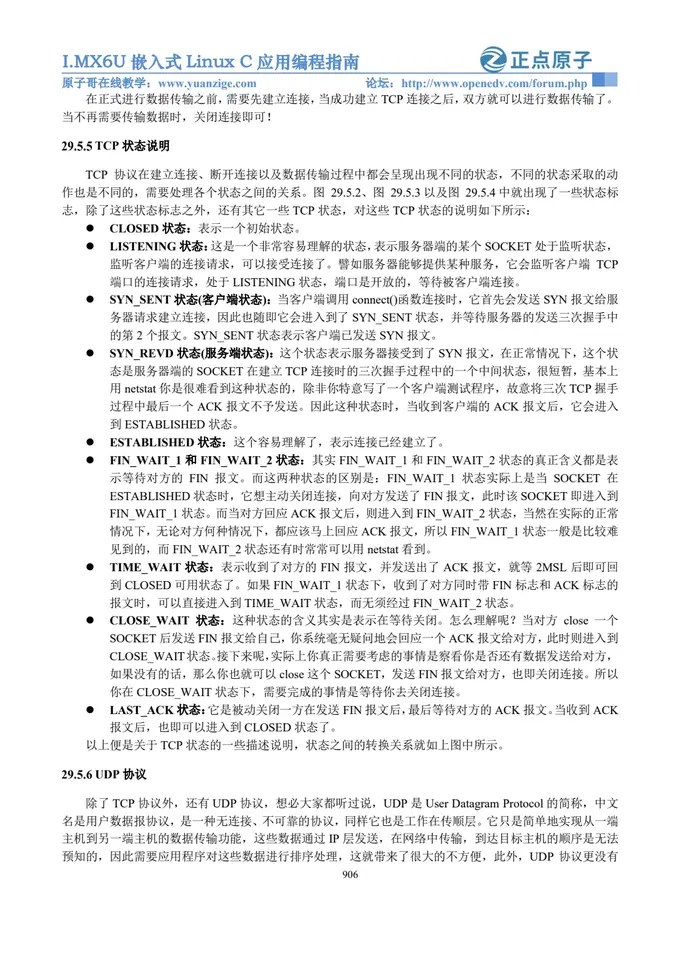 I.MX6U 嵌入式 Linux C 应用编程指南
正点原子
原子哥在线教学：www.yuanzige.com 论坛：http://www.openedv.com/forum.php
在正式进行数据传输之前，需要先建立连接，当成功建立 TCP 连接之后，双方就可以进行数据传输了。
当不再需要传输数据时，关闭连接即可！
29.5.5 TCP 状态说明
TCP 协议在建立连接、断开连接以及数据传输过程中都会呈现出现不同的状态，不同的状态采取的动
作也是不同的，需要处理各个状态之间的关系。图 29.5.2、图 29.5.3 以及图 29.5.4 中就出现了一些状态标
志，除了这些状态标志之外，还有其它一些 TCP 状态，对这些 TCP 状态的说明如下所示：
● CLOSED 状态：表示一个初始状态。
● LISTENING 状态：这是一个非常容易理解的状态，表示服务器端的某个 SOCKET 处于监听状态，
监听客户端的连接请求，可以接受连接了。譬如服务器能够提供某种服务，它会监听客户端 TCP
端口的连接请求，处于 LISTENING 状态，端口是开放的，等待被客户端连接。
● SYN_SENT 状态(客户端状态)：当客户端调用 connect()函数连接时，它首先会发送 SYN 报文给服
务器请求建立连接，因此也随即它会进入到了 SYN_SENT 状态，并等待服务器的发送三次握手中
的第 2 个报文。SYN_SENT 状态表示客户端已发送 SYN 报文。
● SYN_REVD 状态(服务端状态)：这个状态表示服务器接受到了 SYN 报文，在正常情况下，这个状
态是服务器端的 SOCKET 在建立 TCP 连接时的三次握手过程中的一个中间状态，很短暂，基本上
用 netstat 你是很难看到这种状态的，除非你特意写了一个客户端测试程序，故意将三次 TCP 握手
过程中最后一个 ACK 报文不予发送。因此这种状态时，当收到客户端的 ACK 报文后，它会进入
到 ESTABLISHED 状态。
● ESTABLISHED 状态：这个容易理解了，表示连接已经建立了。
● FIN_WAIT_1 和 FIN_WAIT_2 状态：其实 FIN_WAIT_1 和 FIN_WAIT_2 状态的真正含义都是表
示等待对方的 FIN 报文。而这两种状态的区别是：FIN_WAIT_1 状态实际上是当 SOCKET 在
ESTABLISHED 状态时，它想主动关闭连接，向对方发送了 FIN 报文，此时该 SOCKET 即进入到
FIN_WAIT_1 状态。而当对方回应 ACK 报文后，则进入到 FIN_WAIT_2 状态，当然在实际的正常
情况下，无论对方何种情况下，都应该马上回应 ACK 报文，所以 FIN_WAIT_1 状态一般是比较难
见到的，而 FIN_WAIT_2 状态还有时常常可以用 netstat 看到。
● TIME_WAIT 状态：表示收到了对方的 FIN 报文，并发送出了 ACK 报文，就等 2MSL 后即可回
到 CLOSED 可用状态了。如果 FIN_WAIT_1 状态下，收到了对方同时带 FIN 标志和 ACK 标志的
报文时，可以直接进入到 TIME_WAIT 状态，而无须经过 FIN_WAIT_2 状态。
● CLOSE_WAIT 状态：这种状态的含义其实是表示在等待关闭。怎么理解呢？当对方 close 一个
SOCKET 后发送 FIN 报文给自己，你系统毫无疑问地会回应一个 ACK 报文给对方，此时则进入到
CLOSE_WAIT 状态。接下来呢，实际上你真正需要考虑的事情是察看你是否还有数据发送给对方，
如果没有的话，那么你也就可以 close 这个 SOCKET，发送 FIN 报文给对方，也即关闭连接。所以
你在 CLOSE_WAIT 状态下，需要完成的事情是等待你去关闭连接。
● LAST_ACK 状态：它是被动关闭一方在发送 FIN 报文后，最后等待对方的 ACK 报文。当收到 ACK
报文后，也即可以进入到 CLOSED 状态了。
以上便是关于 TCP 状态的一些描述说明，状态之间的转换关系就如上图中所示。
29.5.6 UDP 协议
除了 TCP 协议外，还有 UDP 协议，想必大家都听过说，UDP 是 User Datagram Protocol 的简称，中文
名是用户数据报协议，是一种无连接、不可靠的协议，同样它也是工作在传顺层。它只是简单地实现从一端
主机到另一端主机的数据传输功能，这些数据通过 IP 层发送，在网络中传输，到达目标主机的顺序是无法
预知的，因此需要应用程序对这些数据进行排序处理，这就带来了很大的不方便，此外，UDP 协议更没有
906